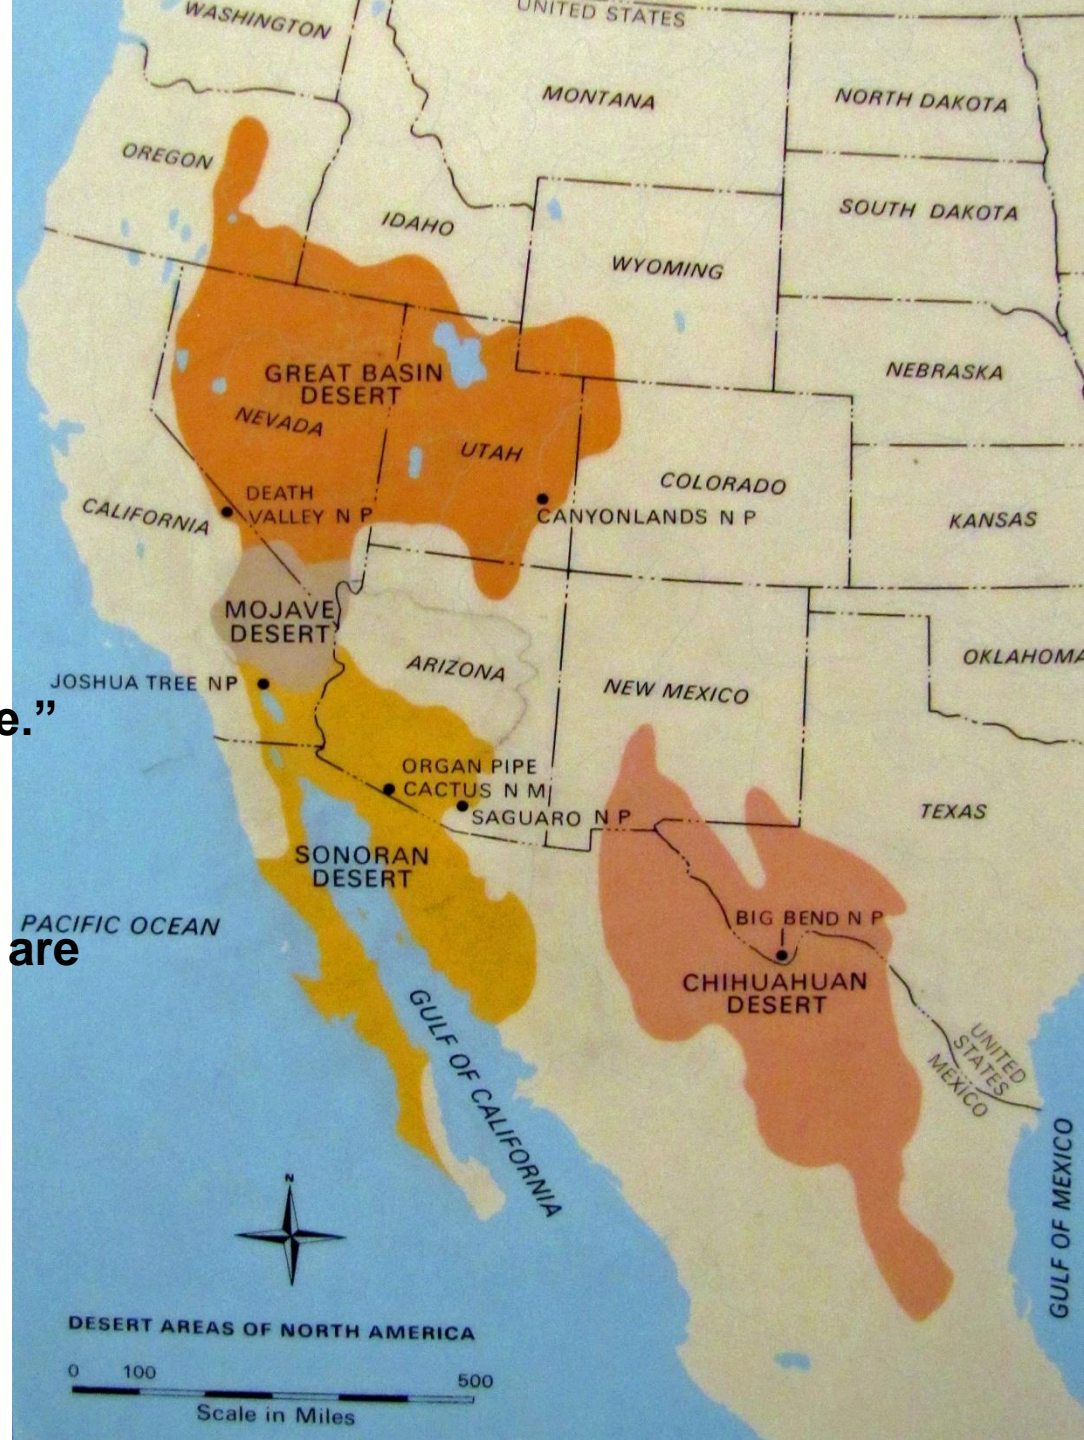 UNITED STATES
WASHINGTON
MONTANA
NORTH DAKOTA
OREGON
IDAHO
SOUTH DAKOTA
WYOMING
GREAT BASIN
DESERT
NEBRASKA
NEVADA
UTAH
COLORADO
DEATH
VALLEY N P
CALIFORNIA
CANYONLANDS N P
KANSAS
MOJAVE
DESERT
ARIZONA
OKLAHOMA
JOSHUA TREE NP
NEW MEXICO
e.”
ORGAN PIPE
CACTUS N M
SAGUARO N P
TEXAS
SONORAN
DESERT
PACIFIC OCEAN
are
BIG BEND N P
CHIHUAHUAN
DESERT
GULF OF CALIFORNIA
UNITED
STATES
MEXICO
GULF OF MEXICO
N
DESERT AREAS OF NORTH AMERICA
0 100 500
Scale in Miles